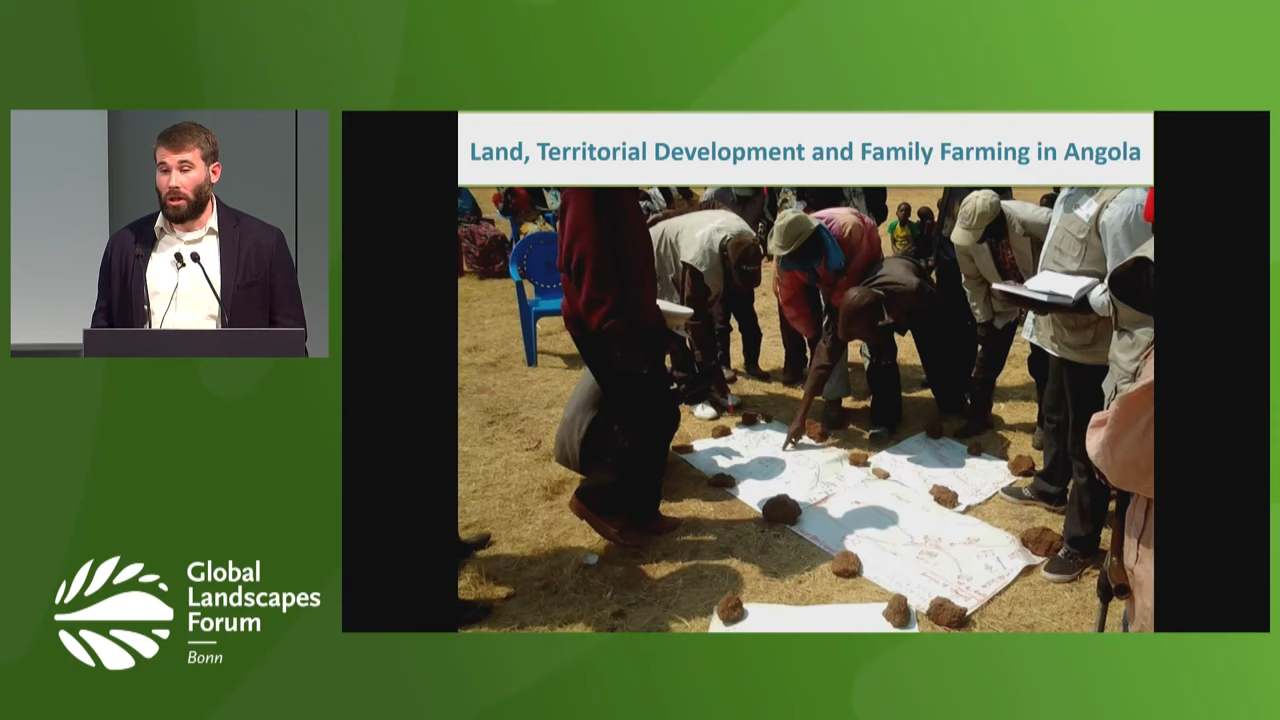 Land, Territorial Development and Family Farming in Angola
Global
Landscapes
Forum
Bonn